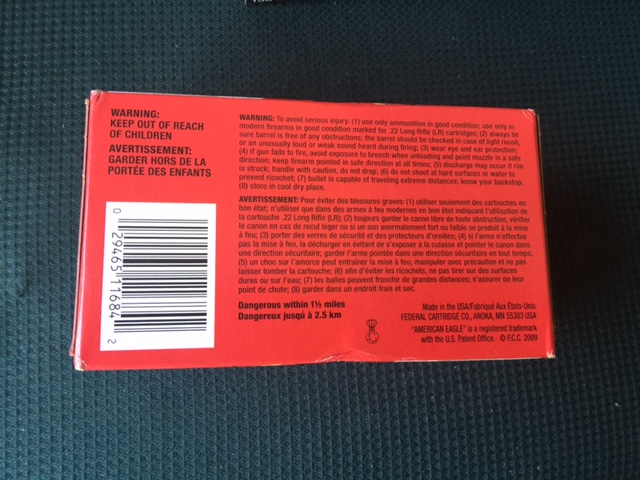 WARNING:
KEEP OUT OF REACH
OF CHILDREN
AVERTISSEMENT:
GARDER HORS DE LA
PORTÉE DES ENFANTS
0 29465 11684 2
WARNING: To avoid serious injury: (1) use only ammunition in good condition; use only in
modern firearms in good condition marked for .22 Long Rifle (LR) cartridges; (2) always be
sure barrel is free of any obstructions; the barrel should be checked in case of light recoil,
or an unusually loud or weak sound heard during firing; (3) wear eye and ear protection;
(4) if gun fails to fire, avoid exposure to breech when unloading and point muzzle in a safe
direction; keep firearm pointed in safe direction at all times; (5) discharge may occur if rim
is struck; handle with caution, do not drop; (6) do not shoot at hard surfaces or water to
prevent ricochet; (7) bullet is capable of traveling extreme distances; know your backstop;
(8) store in cool dry place.
AVERTISSEMENT: Pour éviter des blessures graves: (1) utiliser seulement des cartouches en
bon état; n'utiliser que dans des armes à feu modernes en bon état indiquent l'utilisation de
la cartouche .22 Long Rifle (LR); (2) toujours garder le canon libre de toute obstruction; vérifier
le canon en cas de recul léger ou si un son anormalement fort ou faible se produit à la mise
à feu; (3) porter des verres de sécurité et des protecteurs d'oreilles; (4) si l'arme n'effectue
pas la mise à feu, la décharger en évitant de s'exposer à la culasse et pointer le canon dans
une direction sécuritaire; garder l'arme pointée dans une direction sécuritaire en tout temps;
(5) un choc sur l'amorce peut entraîner la mise à feu; manipuler avec précaution et ne pas
laisser tomber la cartouche; (6) afin d'éviter les ricochets, ne pas tirer sur des surfaces
dures ou sur l'eau; (7) les balles peuvent franchir de grandes distances; s'assurer de leur
point de chute; (8) garder dans un endroit frais et sec.
Dangerous within 1½ miles
Dangereux jusqú à 2.5 km
Made in the USA/Fabriqué Aux États-Unis
FEDERAL CARTRIDGE CO., ANOKA, MN 55303 USA
"AMERICAN EAGLE" is a registered trademark
with the U.S. Patent Office. © F.C.C. 2009